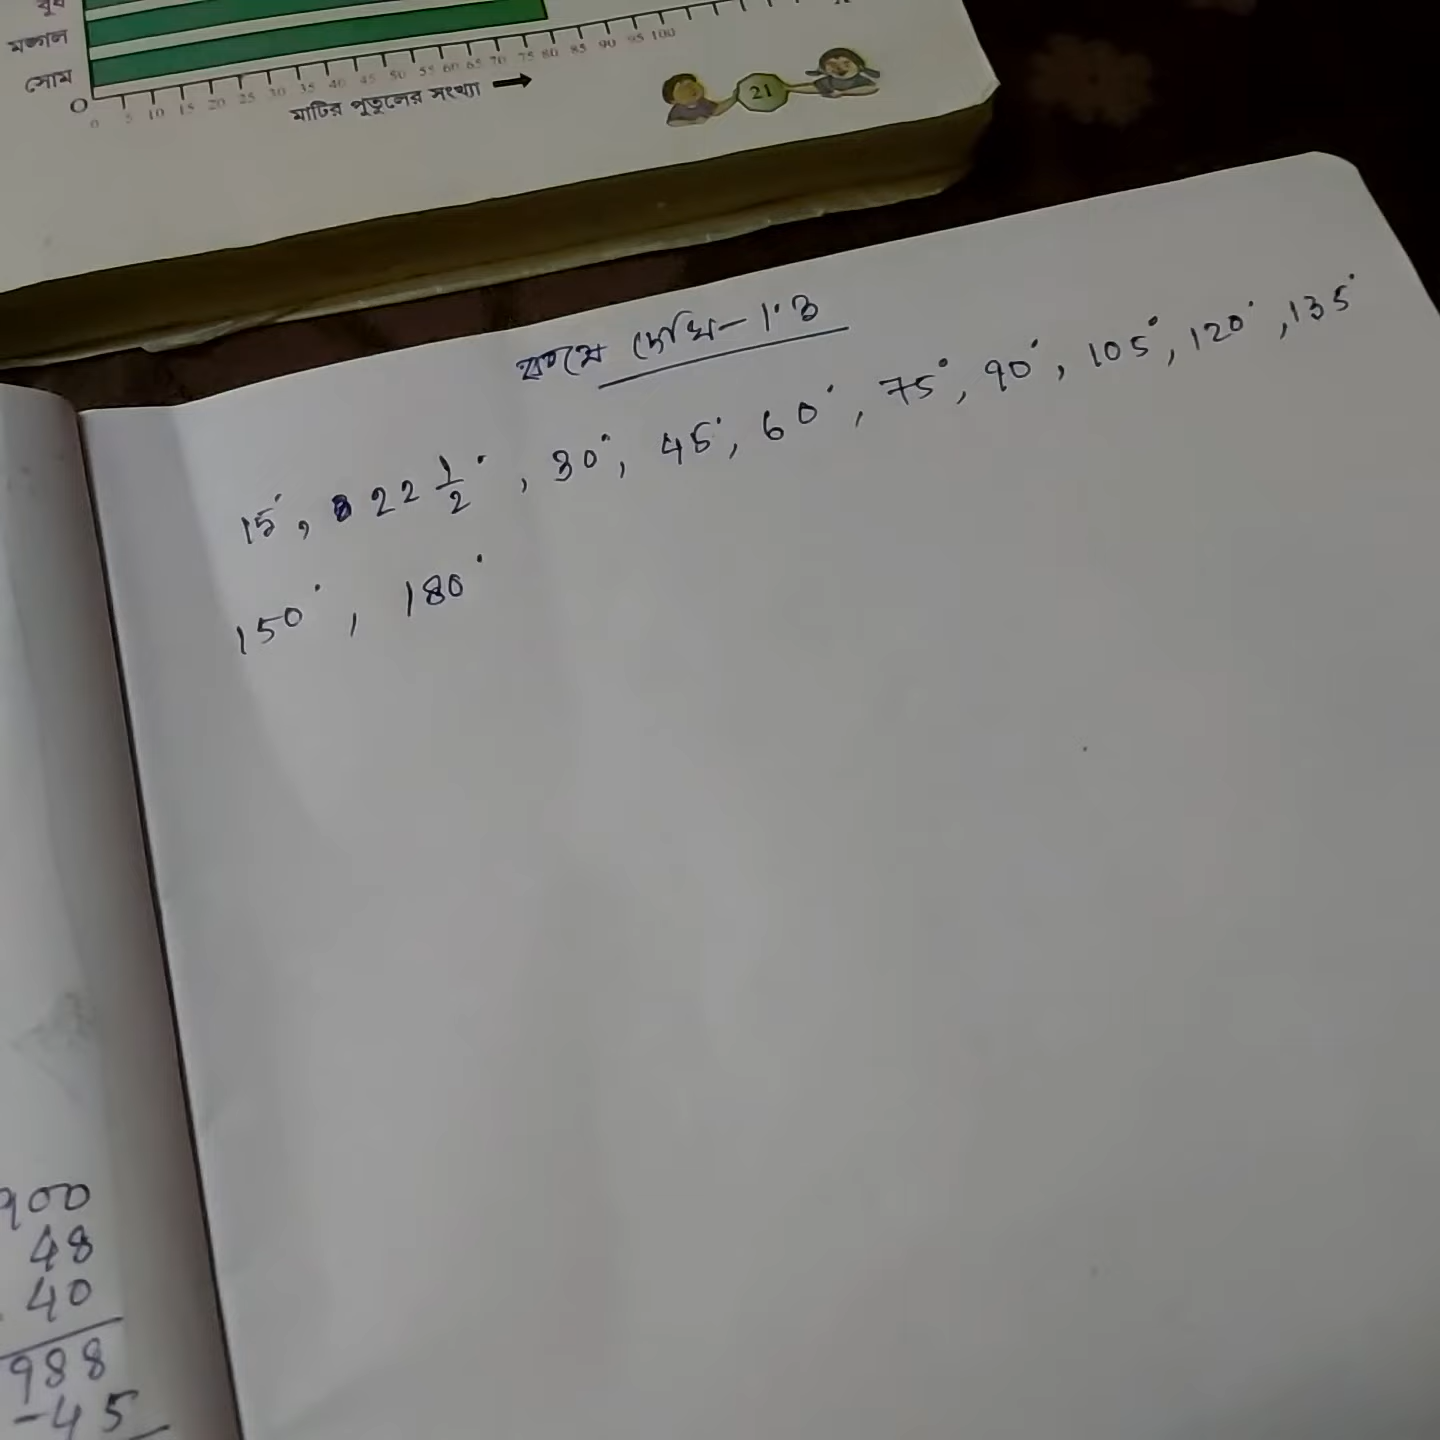 বুধ
মঙ্গল
সোম
O
0 5 10 15 20 25 30 35 40 45 50 55 60 65 70 75 80 85 90 95 100
মাটির পুতুলের সংখ্যা
21
কষে দেখি - 1.3
15°, 22 1/2°, 30°, 45°, 60°, 75°, 90°, 105°, 120°, 135°
150°, 180°
900
48
40
988
-45